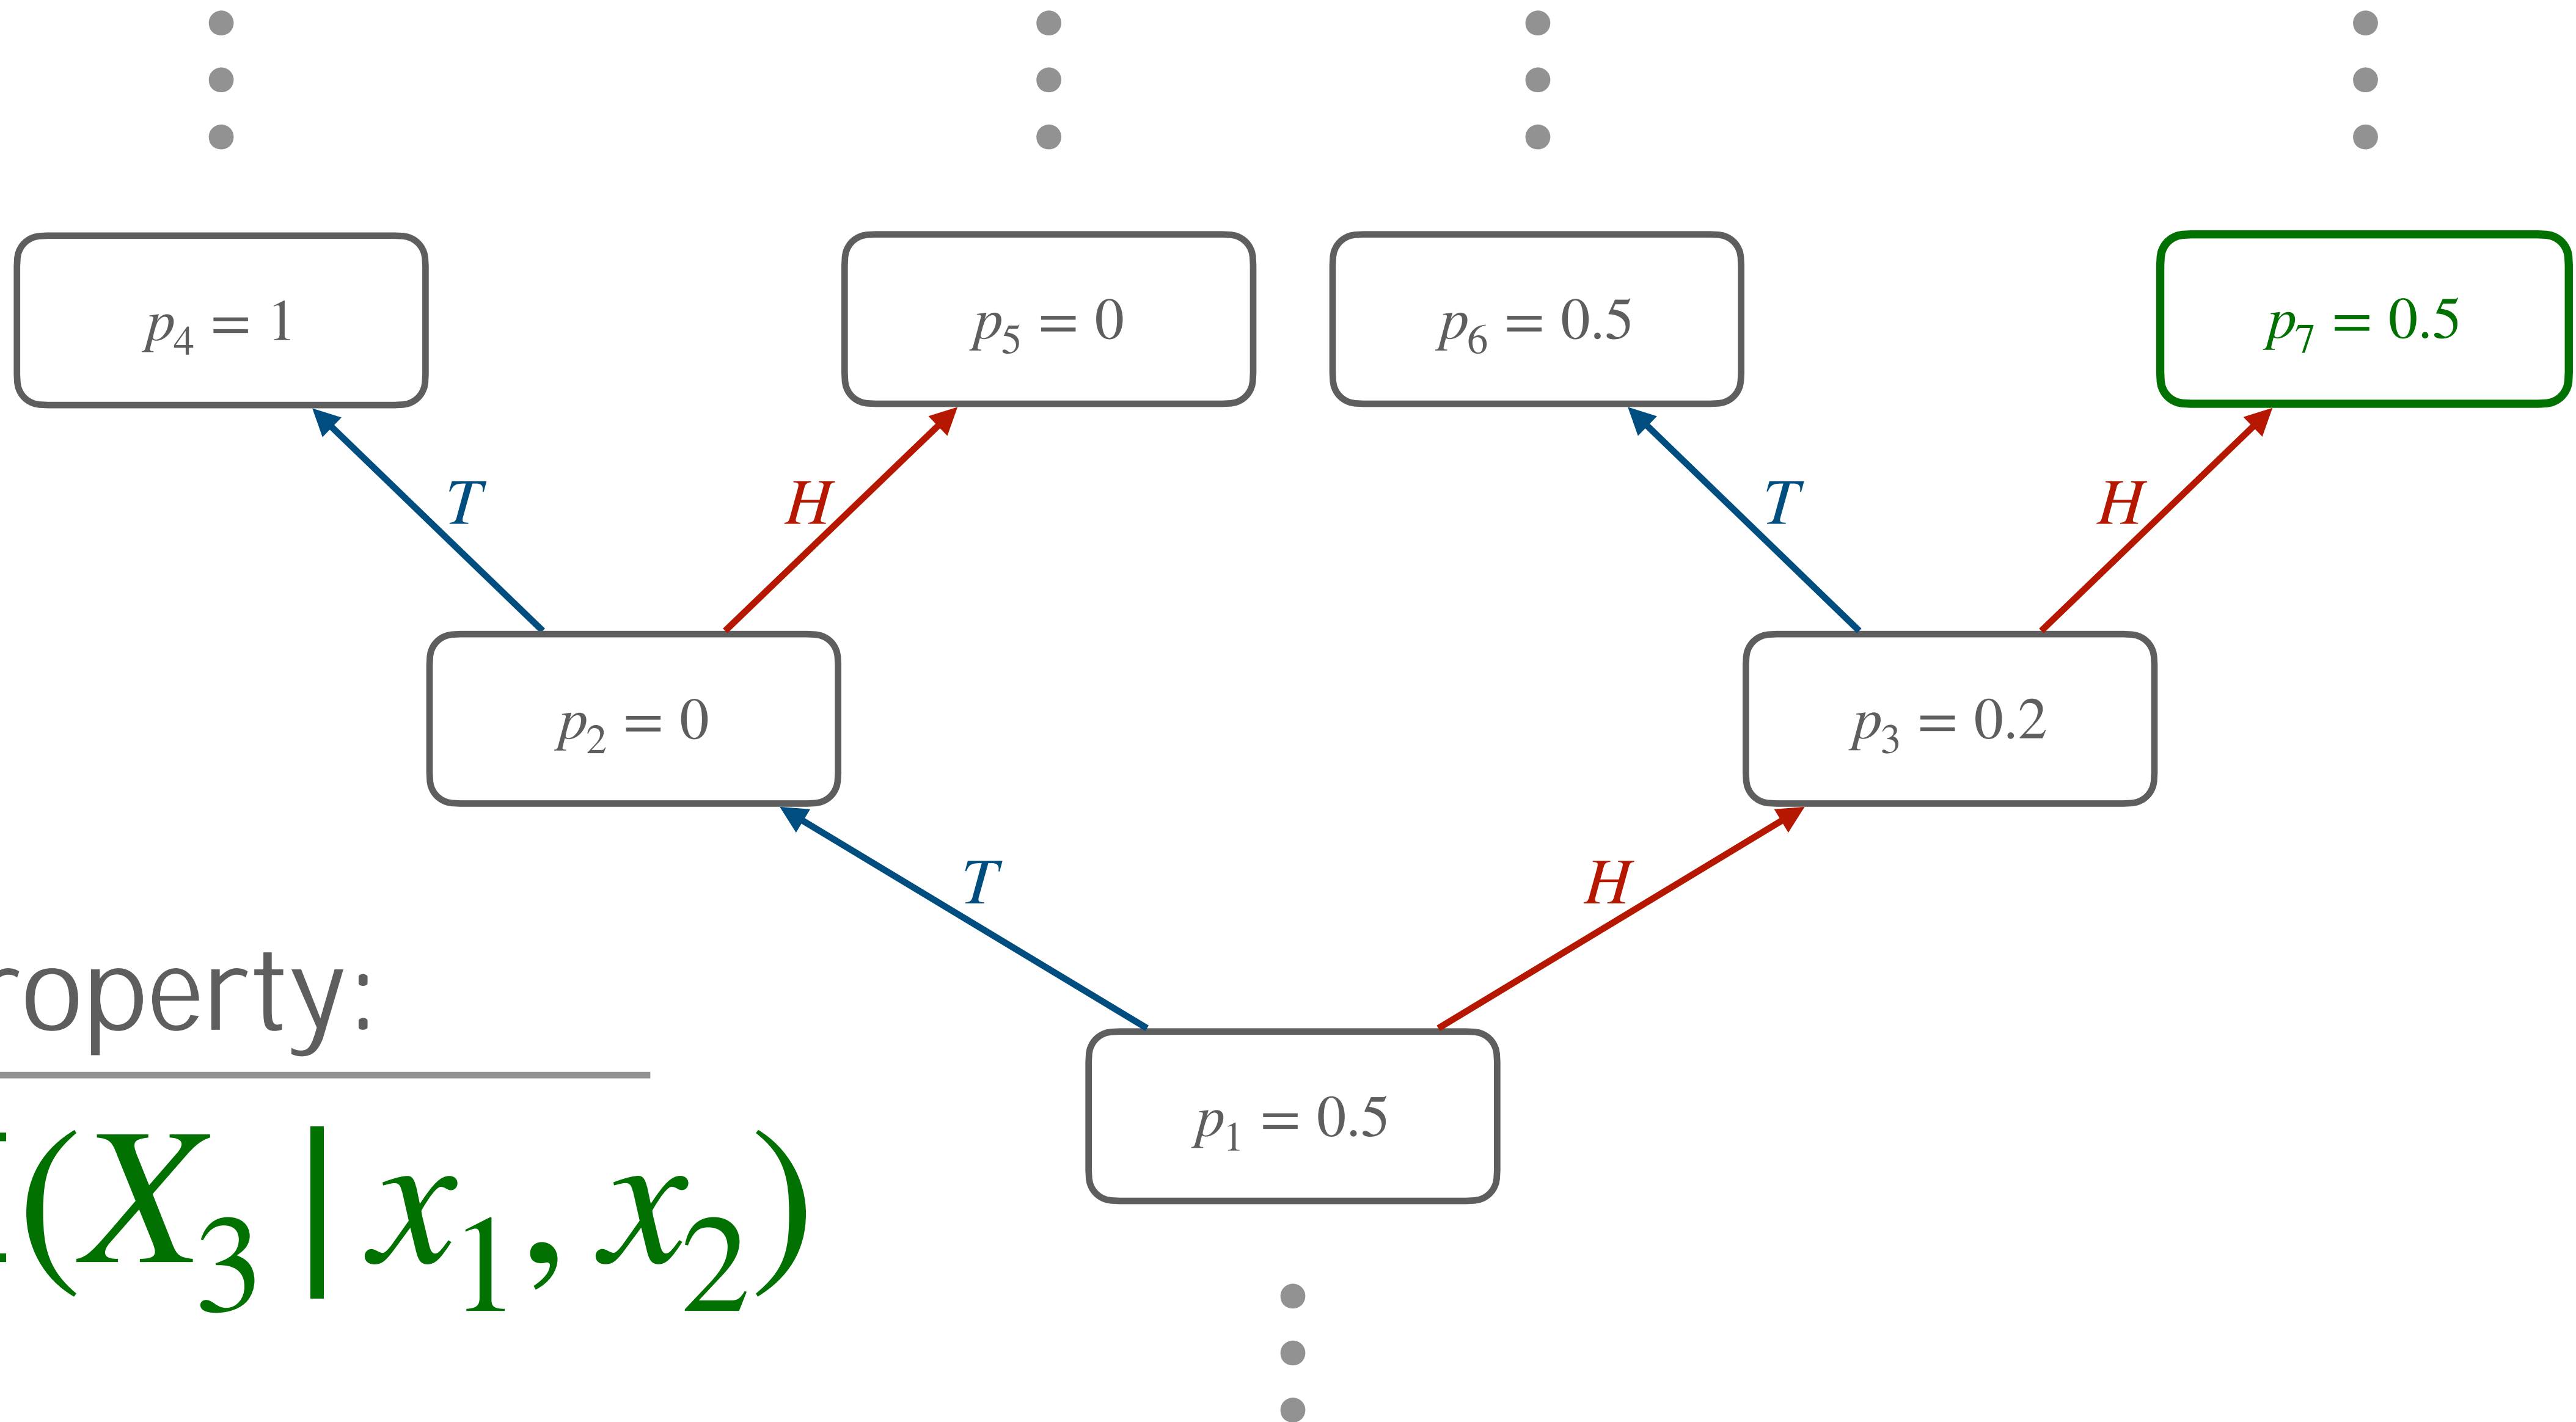 p₄ = 1
p₅ = 0
p₆ = 0.5
p₇ = 0.5
T
H
T
H
p₂ = 0
p₃ = 0.2
T
H
roperty:
p₁ = 0.5
(X₃ | x₁, x₂)